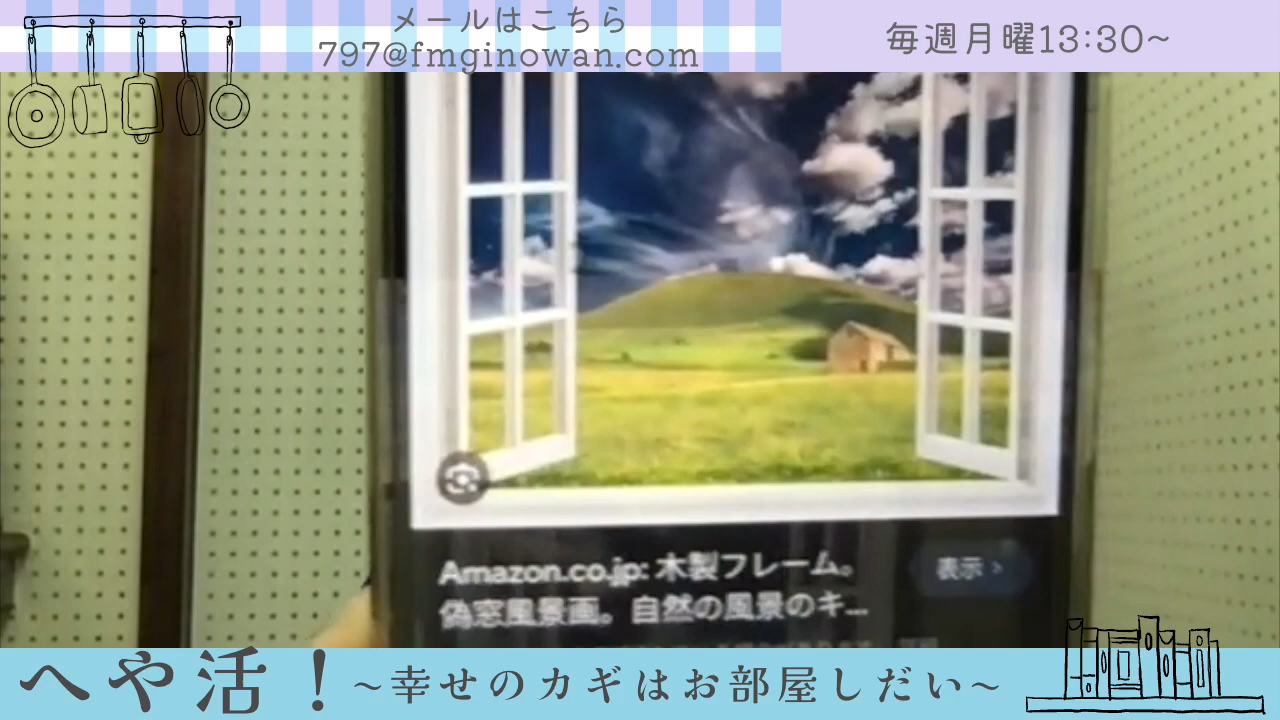 メールはこちら
797@fmginowan.com
毎週月曜13:30~
Amazon.co.jp: 木製フレーム。
表示 >
偽窓風景画。自然の風景のキ...
へや活！~幸せのカギはお部屋しだい~